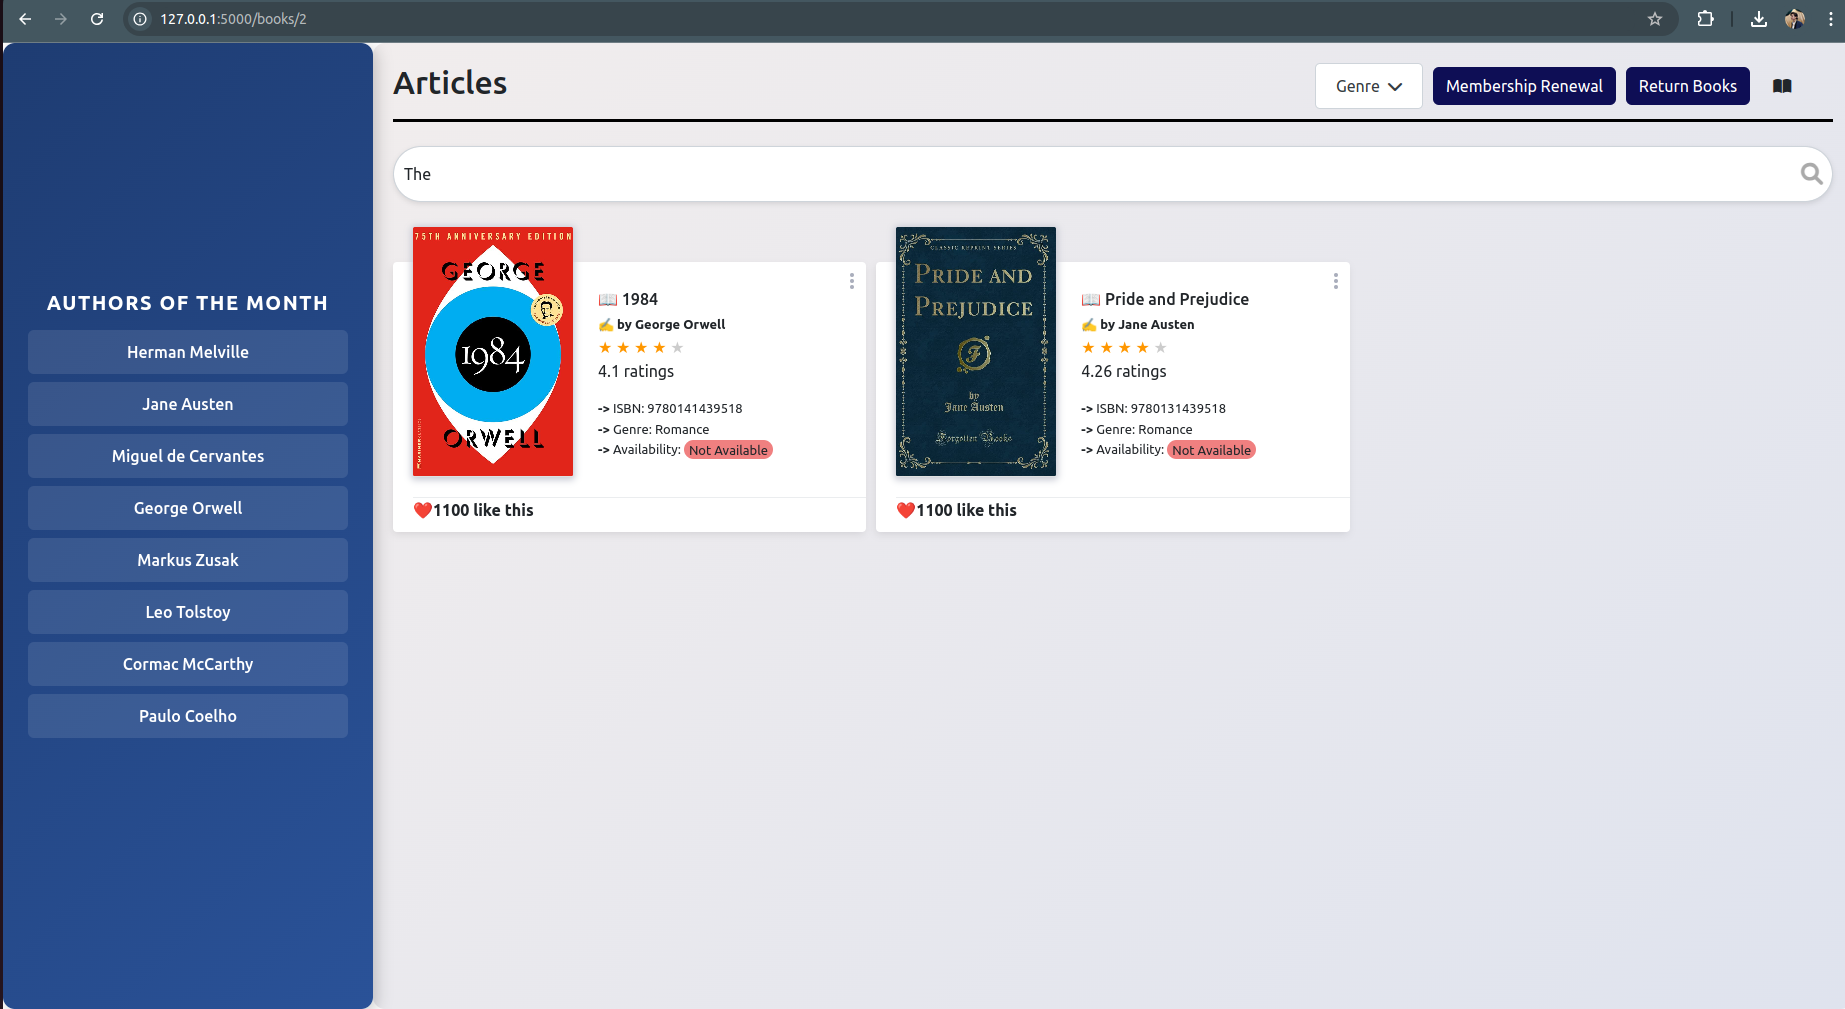 127.0.0.1:5000/books/2
Articles
Genre
Membership Renewal
Return Books
The
AUTHORS OF THE MONTH
Herman Melville
Jane Austen
Miguel de Cervantes
George Orwell
Markus Zusak
Leo Tolstoy
Cormac McCarthy
Paulo Coelho
75TH ANNIVERSARY EDITION
GEORGE
1984
ORWELL
📖 1984
✍️ by George Orwell
★ ★ ★ ★ ★
4.1 ratings
-> ISBN: 9780141439518
-> Genre: Romance
-> Availability: Not Available
❤️1100 like this
CLASSIC REPRINT SERIES
PRIDE AND
PREJUDICE
by
Jane Austen
Forgotten Books
📖 Pride and Prejudice
✍️ by Jane Austen
★ ★ ★ ★ ★
4.26 ratings
-> ISBN: 9780131439518
-> Genre: Romance
-> Availability: Not Available
❤️1100 like this